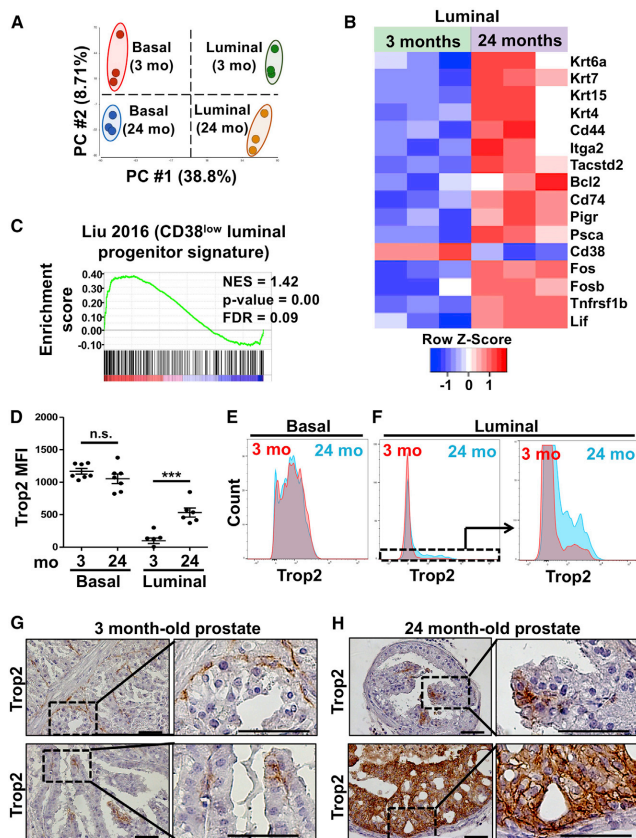 A
Basal
(3 mo)
Luminal
(3 mo)
Basal
(24 mo)
Luminal
(24 mo)
PC #2 (8.71%)
PC #1 (38.8%)
B
Luminal
3 months
24 months
Krt6a
Krt7
Krt15
Krt4
Cd44
Itga2
Tacstd2
Bcl2
Cd74
Pigr
Psca
Cd38
Fos
Fosb
Tnfrsf1b
Lif
Row Z-Score
-1 0 1
C
Liu 2016 (CD38low luminal
progenitor signature)
Enrichment
score
0.40
0.30
0.20
0.10
0.00
-0.10
NES = 1.42
p-value = 0.00
FDR = 0.09
D
Trop2 MFI
2000
1500
1000
500
0
n.s.
***
mo 3 24 3 24
Basal Luminal
E
Basal
3 mo 24 mo
Count
Trop2
F
Luminal
3 mo 24 mo
Trop2
3 mo 24 mo
Trop2
G
3 month-old prostate
Trop2
Trop2
H
24 month-old prostate
Trop2
Trop2